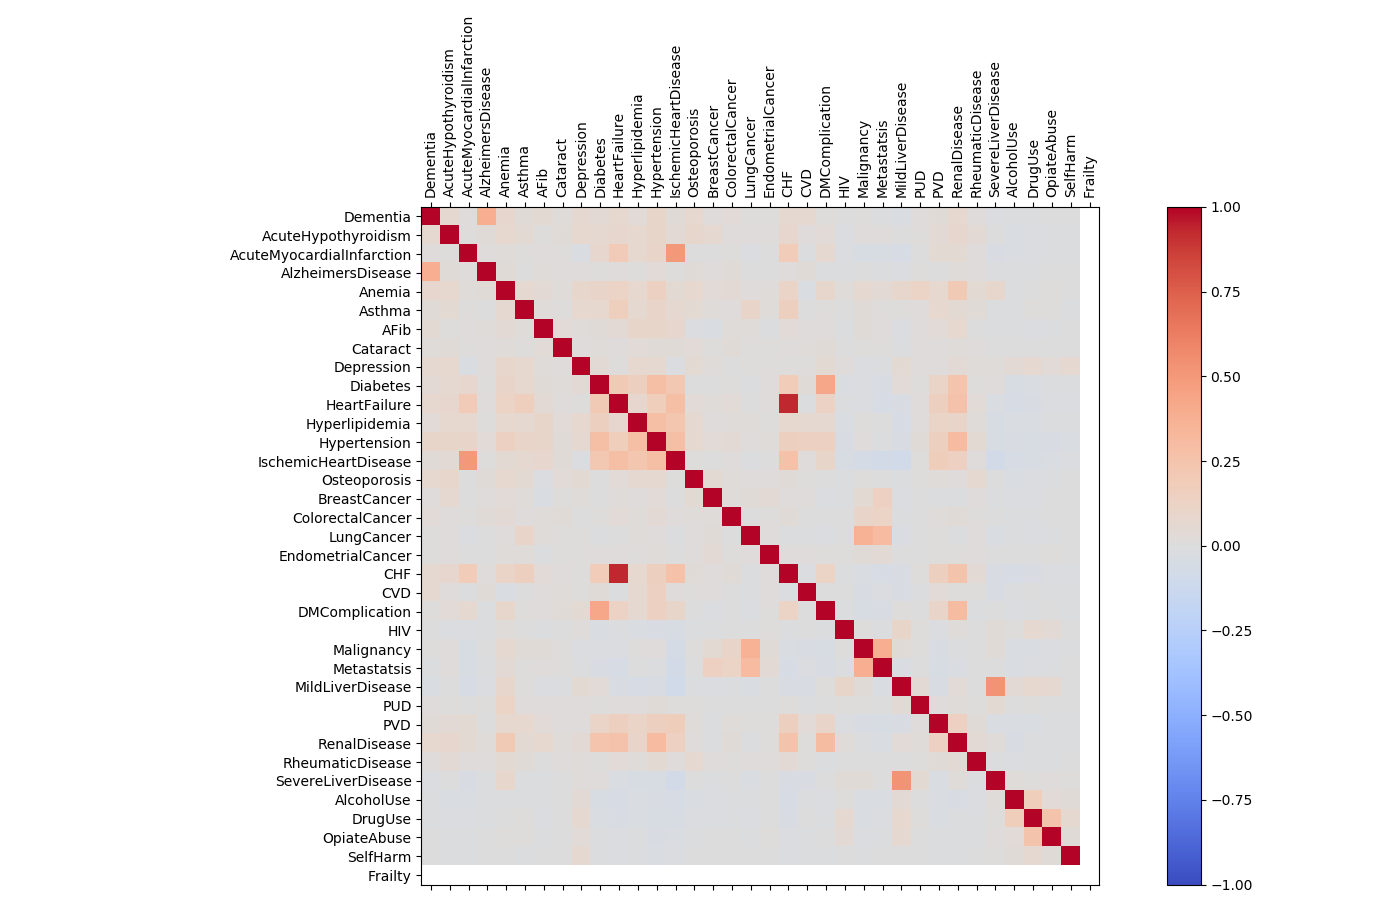 Dementia
AcuteHypothyroidism
AcuteMyocardialInfarction
AlzheimersDisease
Anemia
Asthma
AFib
Cataract
Depression
Diabetes
HeartFailure
Hyperlipidemia
Hypertension
IschemicHeartDisease
Osteoporosis
BreastCancer
ColorectalCancer
LungCancer
EndometrialCancer
CHF
CVD
DMComplication
HIV
Malignancy
Metastatsis
MildLiverDisease
PUD
PVD
RenalDisease
RheumaticDisease
SevereLiverDisease
AlcoholUse
DrugUse
OpiateAbuse
SelfHarm
Frailty
Dementia
AcuteHypothyroidism
AcuteMyocardialInfarction
AlzheimersDisease
Anemia
Asthma
AFib
Cataract
Depression
Diabetes
HeartFailure
Hyperlipidemia
Hypertension
IschemicHeartDisease
Osteoporosis
BreastCancer
ColorectalCancer
LungCancer
EndometrialCancer
CHF
CVD
DMComplication
HIV
Malignancy
Metastatsis
MildLiverDisease
PUD
PVD
RenalDisease
RheumaticDisease
SevereLiverDisease
AlcoholUse
DrugUse
OpiateAbuse
SelfHarm
Frailty
1.00
0.75
0.50
0.25
0.00
−0.25
−0.50
−0.75
−1.00